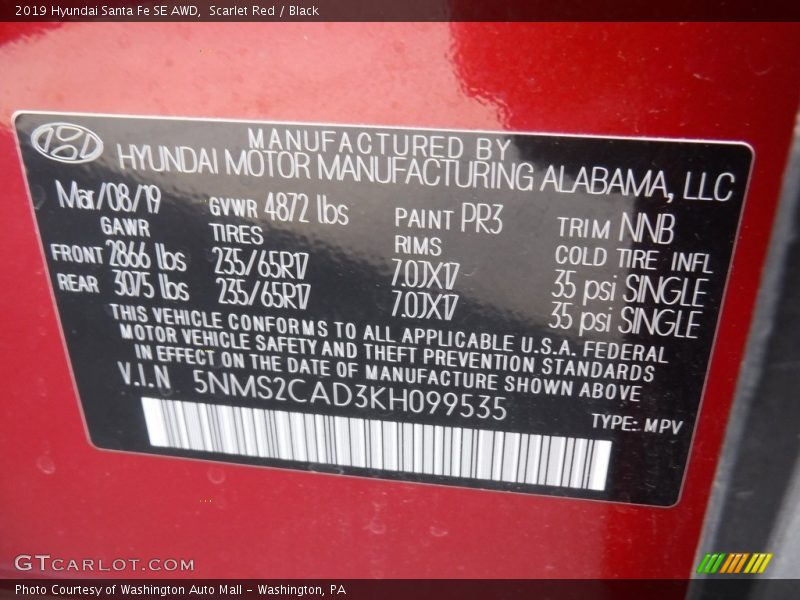 2019 Hyundai Santa Fe SE AWD,  Scarlet Red / Black
MANUFACTURED BY
HYUNDAI MOTOR MANUFACTURING ALABAMA, LLC
Mar/08/19 GVWR 4872 lbs PAINT PR3 TRIM NNB
GAWR TIRES RIMS COLD TIRE INFL
FRONT 2866 lbs 235/65R17 7.0JX17 35 psi SINGLE
REAR 3075 lbs 235/65R17 7.0JX17 35 psi SINGLE
THIS VEHICLE CONFORMS TO ALL APPLICABLE U.S.A. FEDERAL
MOTOR VEHICLE SAFETY AND THEFT PREVENTION STANDARDS
IN EFFECT ON THE DATE OF MANUFACTURE SHOWN ABOVE
V.I.N 5NMS2CAD3KH099535
TYPE: MPV
GTCARLOT.COM
Photo Courtesy of Washington Auto Mall - Washington, PA